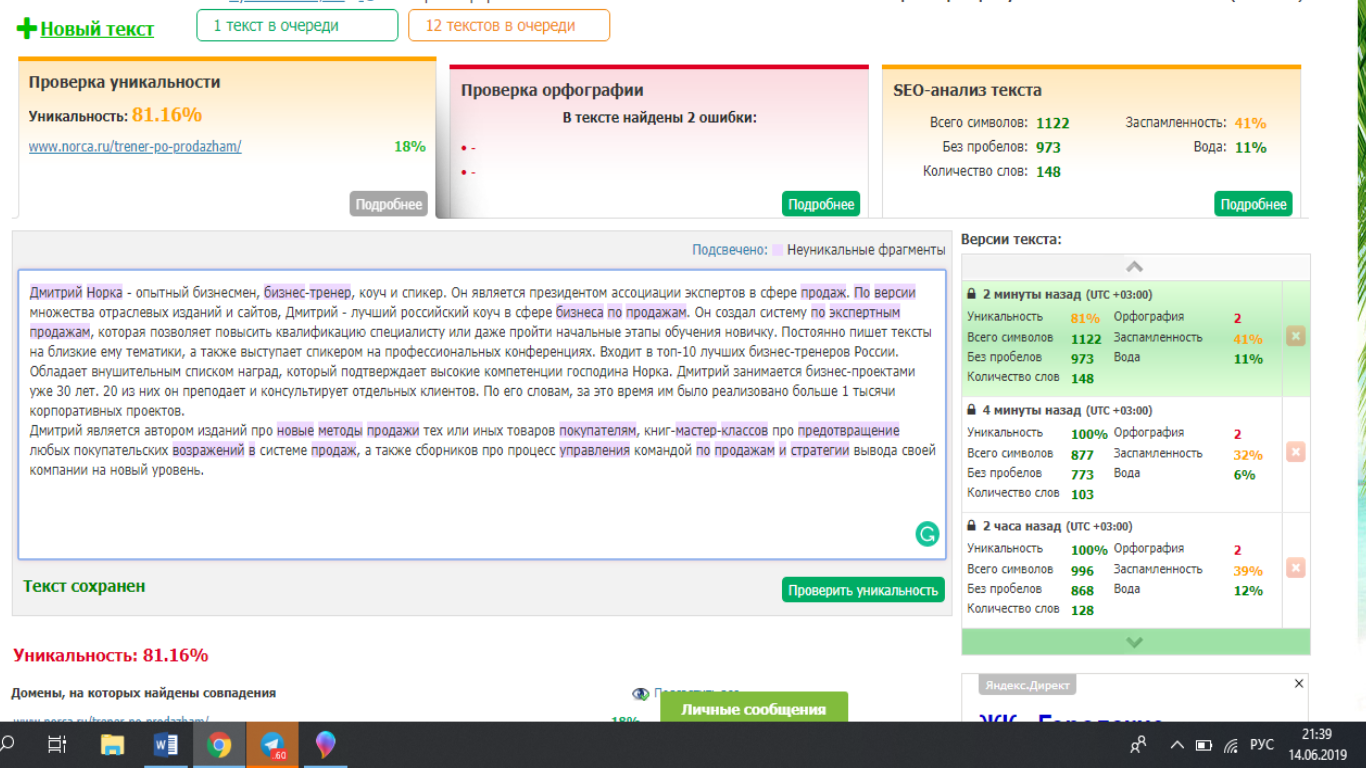 Новый текст
1 текст в очереди
12 текстов в очереди
Проверка уникальности
Уникальность: 81.16%
www.norca.ru/trener-po-prodazham/ 18%
Подробнее
Проверка орфографии
В тексте найдены 2 ошибки:
• -
• -
Подробнее
SEO-анализ текста
Всего символов: 1122 Заспамленность: 41%
Без пробелов: 973 Вода: 11%
Количество слов: 148
Подробнее
Подсвечено: Неуникальные фрагменты
Дмитрий Норка - опытный бизнесмен, бизнес-тренер, коуч и спикер. Он является президентом ассоциации экспертов в сфере продаж. По версии
множества отраслевых изданий и сайтов, Дмитрий - лучший российский коуч в сфере бизнеса по продажам. Он создал систему по экспертным
продажам, которая позволяет повысить квалификацию специалисту или даже пройти начальные этапы обучения новичку. Постоянно пишет тексты
на близкие ему тематики, а также выступает спикером на профессиональных конференциях. Входит в топ-10 лучших бизнес-тренеров России.
Обладает внушительным списком наград, который подтверждает высокие компетенции господина Норка. Дмитрий занимается бизнес-проектами
уже 30 лет. 20 из них он преподает и консультирует отдельных клиентов. По его словам, за это время им было реализовано больше 1 тысячи
корпоративных проектов.
Дмитрий является автором изданий про новые методы продажи тех или иных товаров покупателям, книг-мастер-классов про предотвращение
любых покупательских возражений в системе продаж, а также сборников про процесс управления командой по продажам и стратегии вывода своей
компании на новый уровень.
Текст сохранен
Проверить уникальность
Версии текста:
2 минуты назад (UTC +03:00)
Уникальность 81% Орфография 2
Всего символов 1122 Заспамленность 41%
Без пробелов 973 Вода 11%
Количество слов 148
4 минуты назад (UTC +03:00)
Уникальность 100% Орфография 2
Всего символов 877 Заспамленность 32%
Без пробелов 773 Вода 6%
Количество слов 103
2 часа назад (UTC +03:00)
Уникальность 100% Орфография 2
Всего символов 996 Заспамленность 39%
Без пробелов 868 Вода 12%
Количество слов 128
Уникальность: 81.16%
Домены, на которых найдены совпадения
www.norca.ru/trener-po-prodazham/ 18%
Личные сообщения
Яндекс.Директ
60
РУС
21:39
14.06.2019